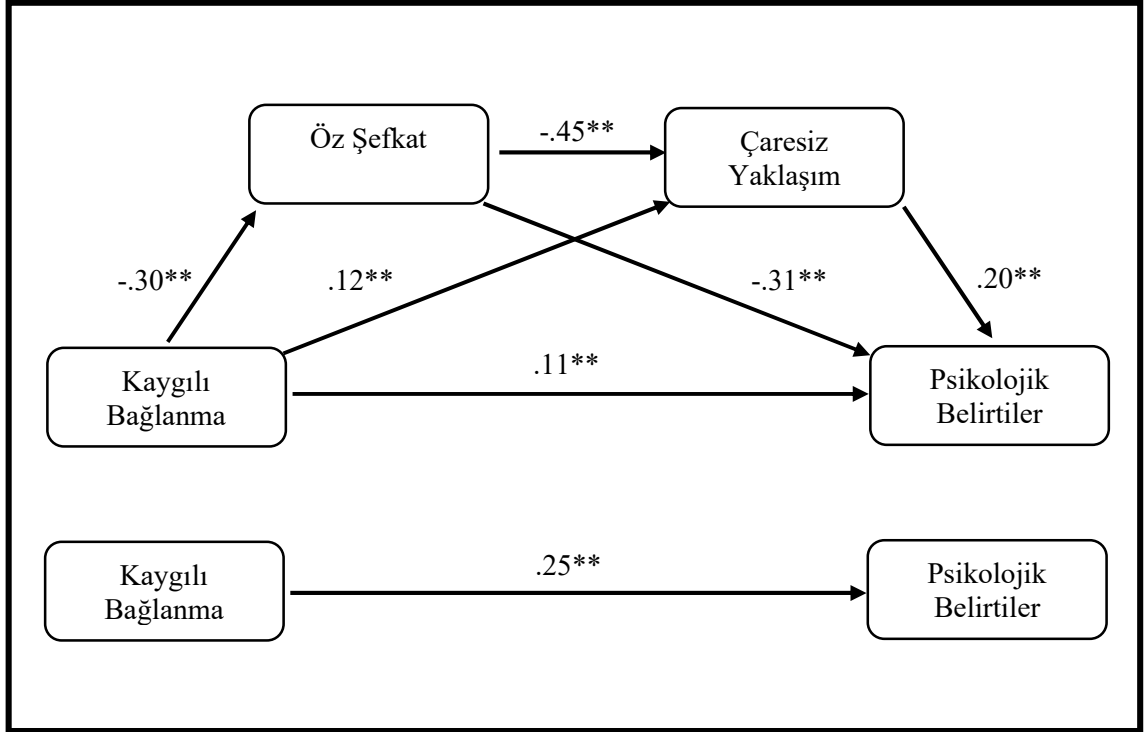 Öz Şefkat
-.45**
Çaresiz
Yaklaşım
-.30**
.12**
-.31**
.20**
Kaygılı
Bağlanma
.11**
Psikolojik
Belirtiler
Kaygılı
Bağlanma
.25**
Psikolojik
Belirtiler